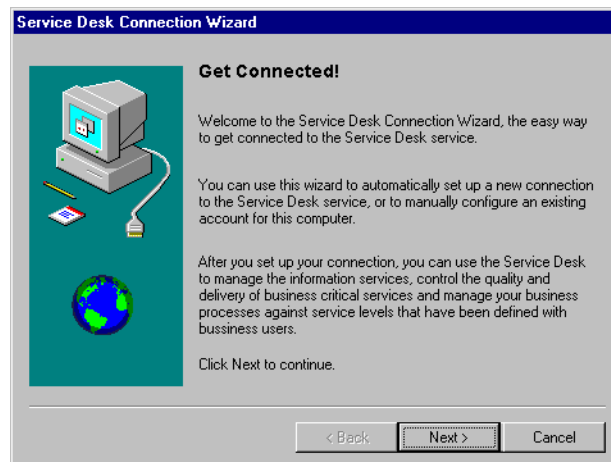 Service Desk Connection Wizard
Get Connected!
Welcome to the Service Desk Connection Wizard, the easy way
to get connected to the Service Desk service.
You can use this wizard to automatically set up a new connection
to the Service Desk service, or to manually configure an existing
account for this computer.
After you set up your connection, you can use the Service Desk
to manage the information services, control the quality and
delivery of business critical services and manage your business
processes against service levels that have been defined with
bussiness users.
Click Next to continue.
< Back Next > Cancel